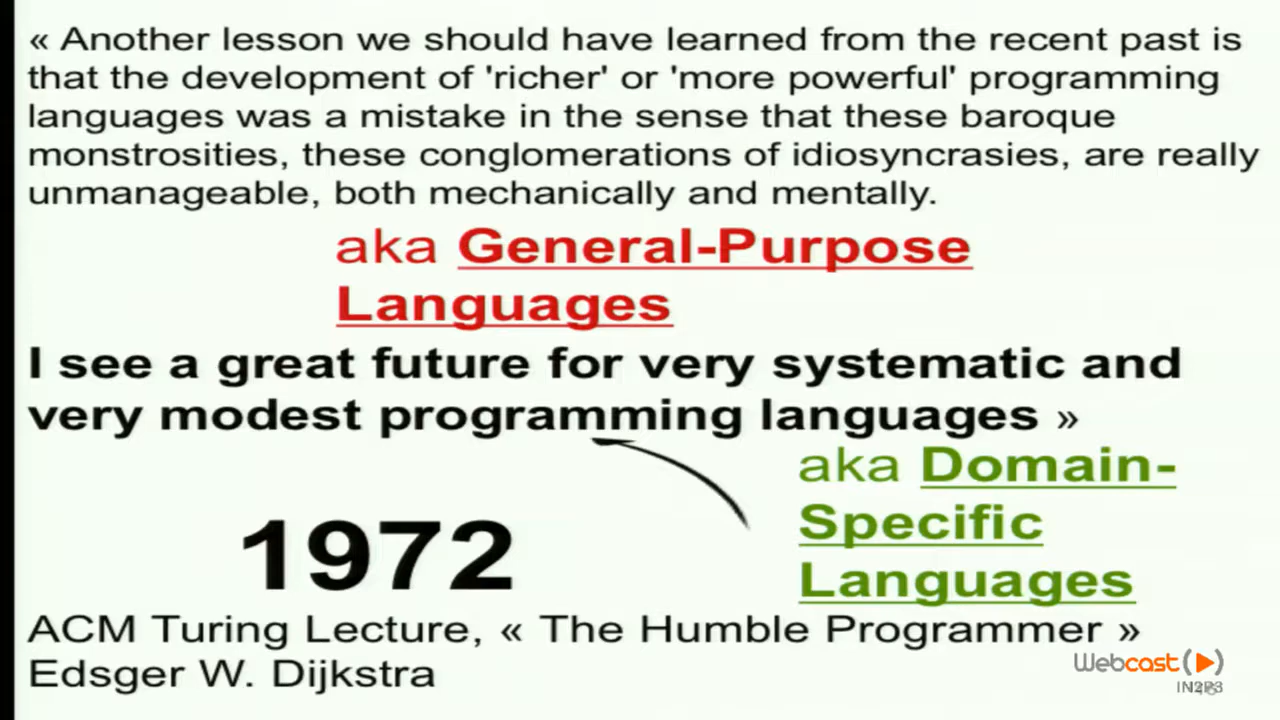 « Another lesson we should have learned from the recent past is
that the development of 'richer' or 'more powerful' programming
languages was a mistake in the sense that these baroque
monstrosities, these conglomerations of idiosyncrasies, are really
unmanageable, both mechanically and mentally.
aka General-Purpose
Languages
I see a great future for very systematic and
very modest programming languages »
aka Domain-
Specific
Languages
1972
ACM Turing Lecture, « The Humble Programmer »
Edsger W. Dijkstra
Webcast
IN2P3